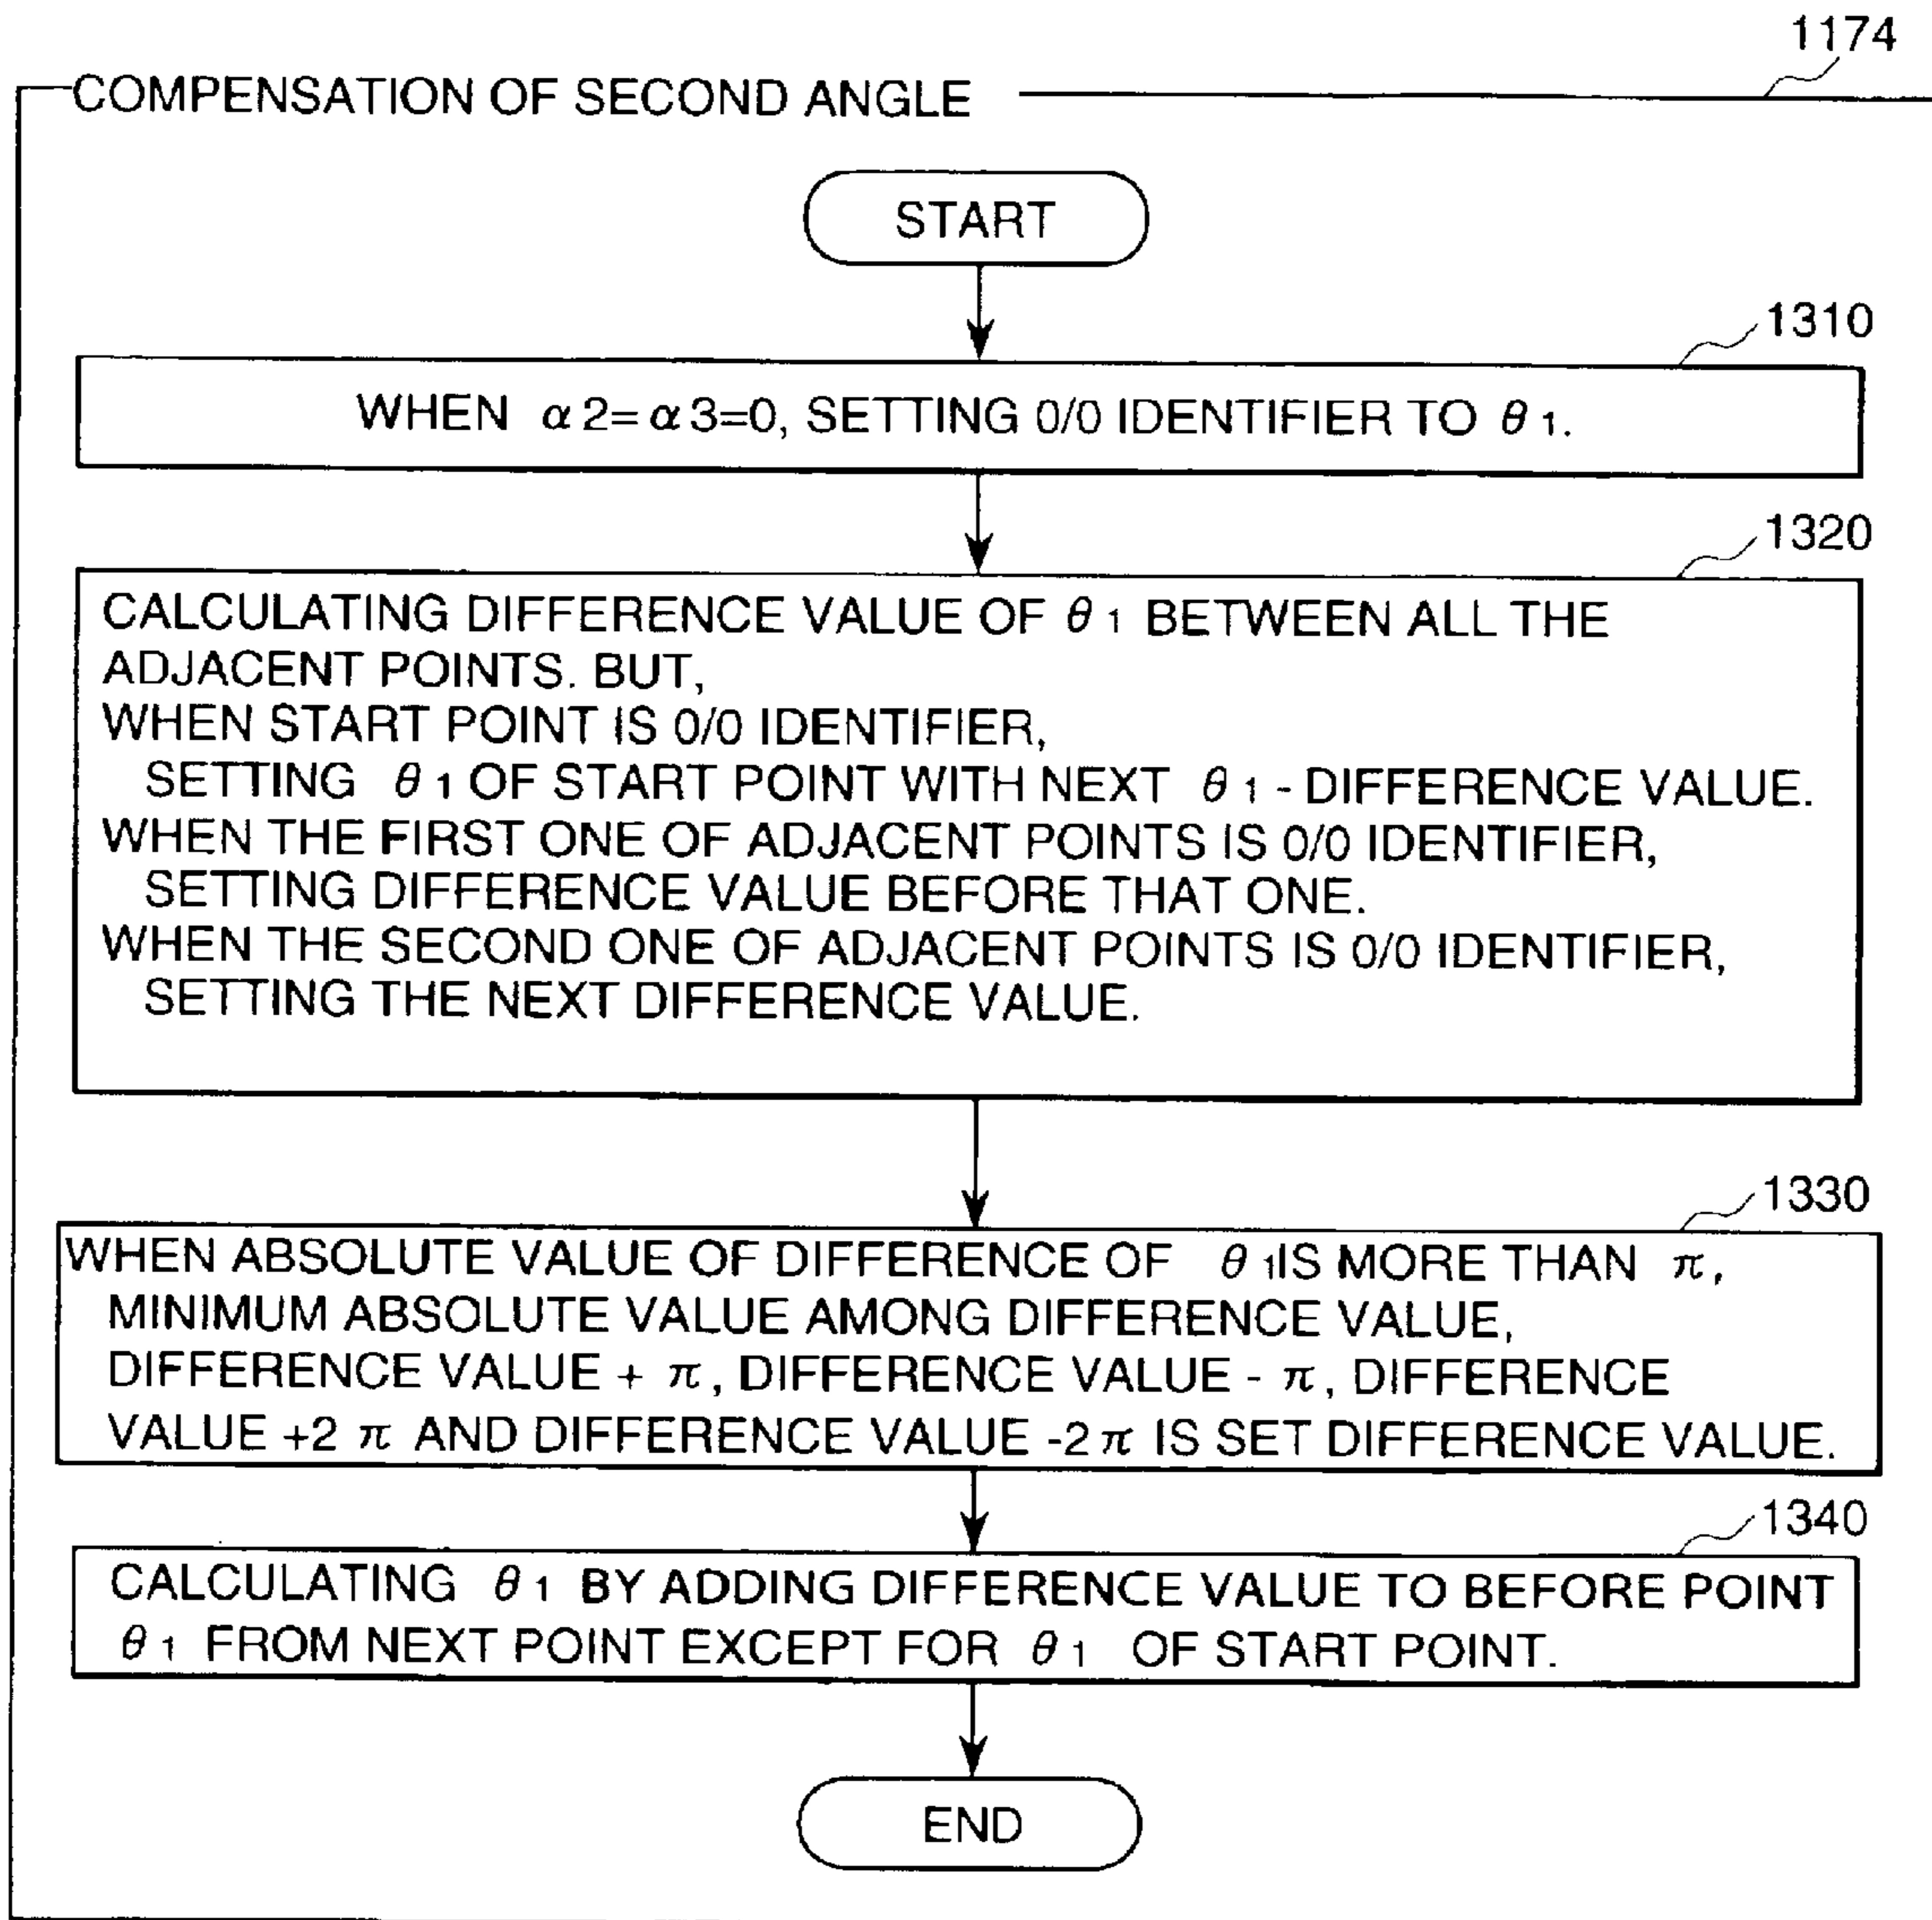 1174
COMPENSATION OF SECOND ANGLE
START
1310
WHEN α2=α3=0, SETTING 0/0 IDENTIFIER TO θ1.
1320
CALCULATING DIFFERENCE VALUE OF θ1 BETWEEN ALL THE
ADJACENT POINTS. BUT,
WHEN START POINT IS 0/0 IDENTIFIER,
SETTING θ1 OF START POINT WITH NEXT θ1 - DIFFERENCE VALUE.
WHEN THE FIRST ONE OF ADJACENT POINTS IS 0/0 IDENTIFIER,
SETTING DIFFERENCE VALUE BEFORE THAT ONE.
WHEN THE SECOND ONE OF ADJACENT POINTS IS 0/0 IDENTIFIER,
SETTING THE NEXT DIFFERENCE VALUE.
1330
WHEN ABSOLUTE VALUE OF DIFFERENCE OF θ1 IS MORE THAN π,
MINIMUM ABSOLUTE VALUE AMONG DIFFERENCE VALUE,
DIFFERENCE VALUE + π, DIFFERENCE VALUE - π, DIFFERENCE
VALUE +2π AND DIFFERENCE VALUE -2π IS SET DIFFERENCE VALUE.
1340
CALCULATING θ1 BY ADDING DIFFERENCE VALUE TO BEFORE POINT
θ1 FROM NEXT POINT EXCEPT FOR θ1 OF START POINT.
END